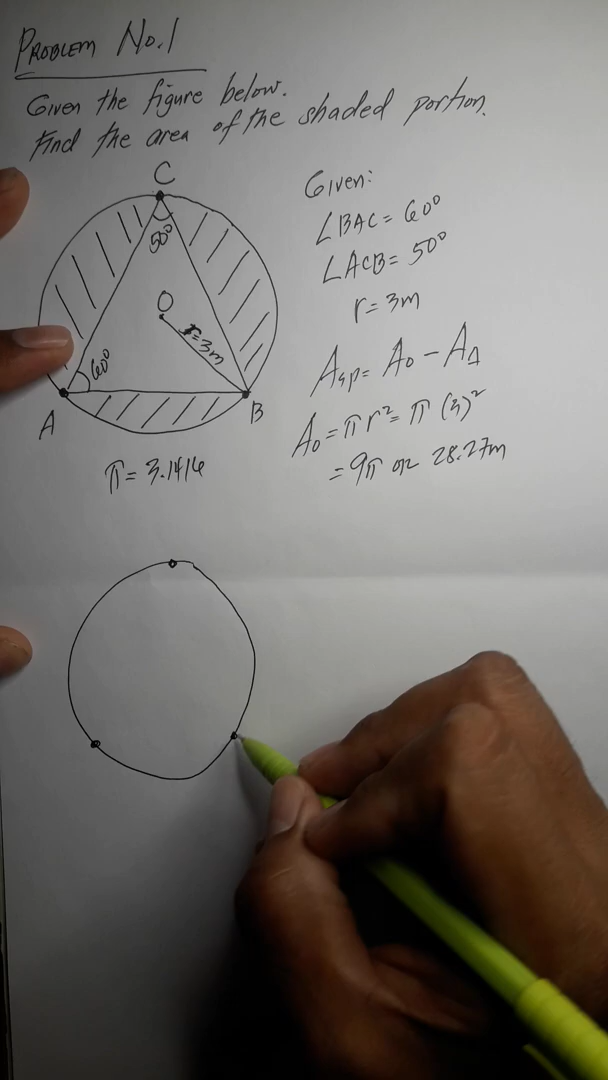 PROBLEM No.1
Given the figure below.
Find the area of the shaded portion.
C
50°
O
r=3m
60°
A
B
π = 3.1416
Given:
∠BAC = 60°
∠ACB = 50°
r = 3m
Asp = Ao - A△
Ao = πr² = π (3)²
= 9π or 28.27m